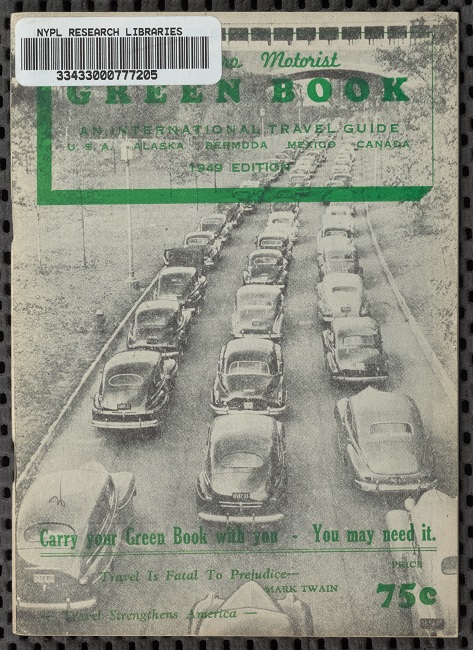 NYPL RESEARCH LIBRARIES
33433000777205
Motorist
GREEN BOOK
AN INTERNATIONAL TRAVEL GUIDE
U. S. A. ALASKA BERMUDA MEXICO CANADA
1949 EDITION
Carry your Green Book with you - You may need it.
Travel Is Fatal To Prejudice—
MARK TWAIN
PRICE
75c
Travel Strengthens America —